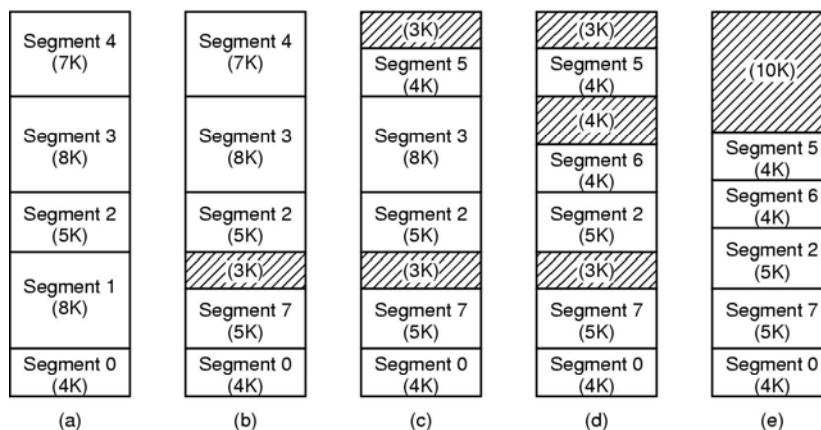 Segment 4
(7K)
Segment 3
(8K)
Segment 2
(5K)
Segment 1
(8K)
Segment 0
(4K)
(a)
Segment 4
(7K)
Segment 3
(8K)
Segment 2
(5K)
(3K)
Segment 7
(5K)
Segment 0
(4K)
(b)
(3K)
Segment 5
(4K)
Segment 3
(8K)
Segment 2
(5K)
(3K)
Segment 7
(5K)
Segment 0
(4K)
(c)
(3K)
Segment 5
(4K)
(4K)
Segment 6
(4K)
Segment 2
(5K)
(3K)
Segment 7
(5K)
Segment 0
(4K)
(d)
(10K)
Segment 5
(4K)
Segment 6
(4K)
Segment 2
(5K)
Segment 7
(5K)
Segment 0
(4K)
(e)